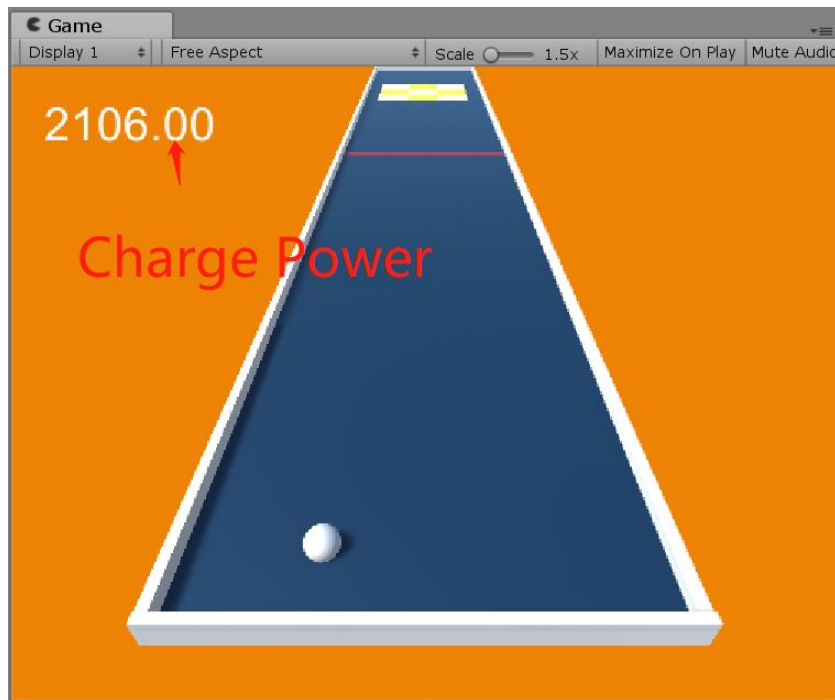 Game
Display 1 Free Aspect Scale 1.5x Maximize On Play Mute Audio
2106.00
Charge Power